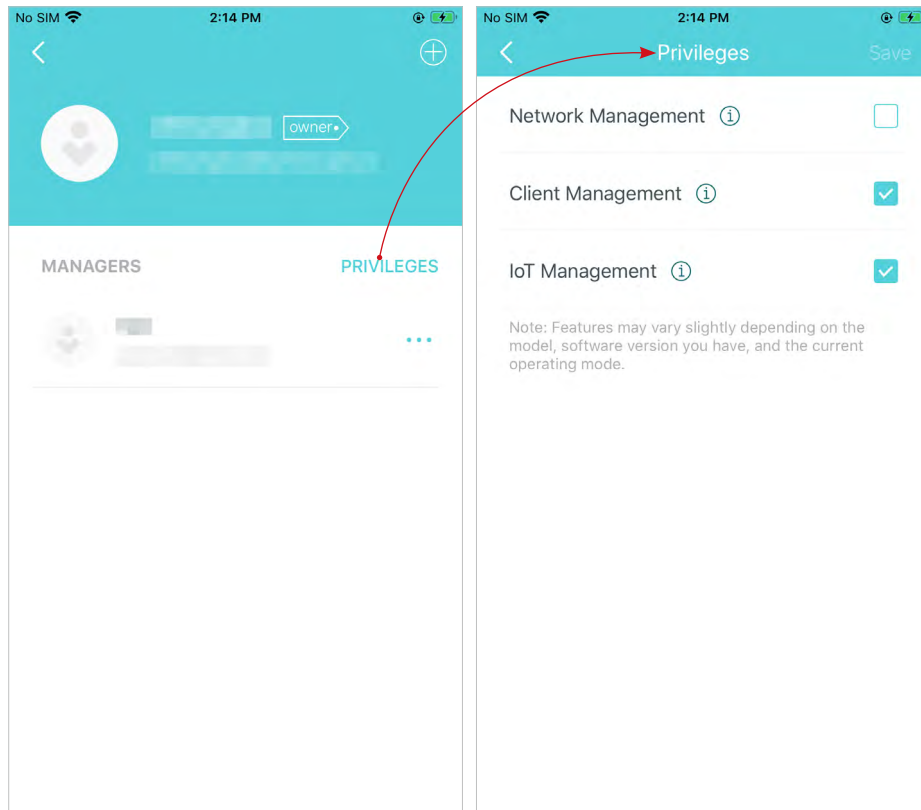 No SIM 2:14 PM
owner
MANAGERS PRIVILEGES
No SIM 2:14 PM
Privileges Save
Network Management
Client Management
IoT Management
Note: Features may vary slightly depending on the
model, software version you have, and the current
operating mode.